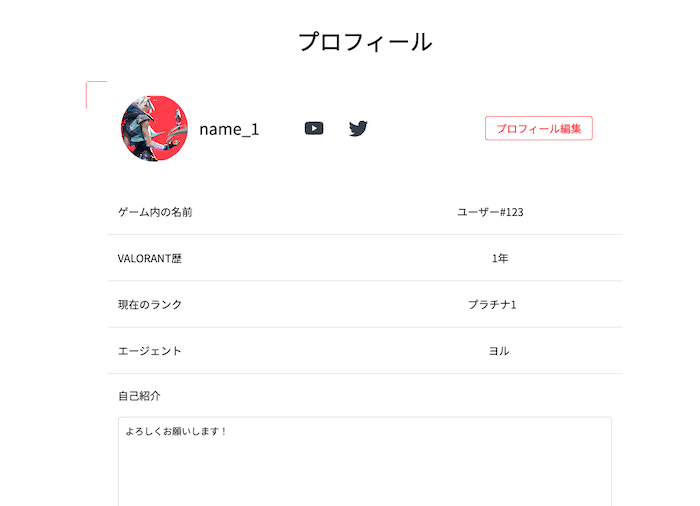 プロフィール
name_1
プロフィール編集
ゲーム内の名前
ユーザー#123
VALORANT歴
1年
現在のランク
プラチナ1
エージェント
ヨル
自己紹介
よろしくお願いします！